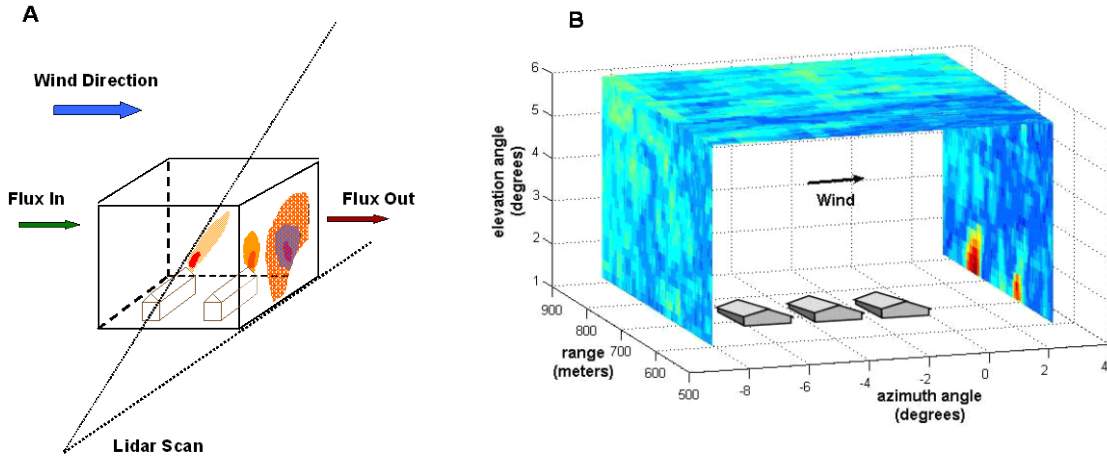 A
Wind Direction
Flux In
Flux Out
Lidar Scan
B
6
5
4
3
2
1
elevation angle
(degrees)
Wind
900
800
700
600
500
range
(meters)
-8
-6
-4
-2
0
2
4
azimuth angle
(degrees)